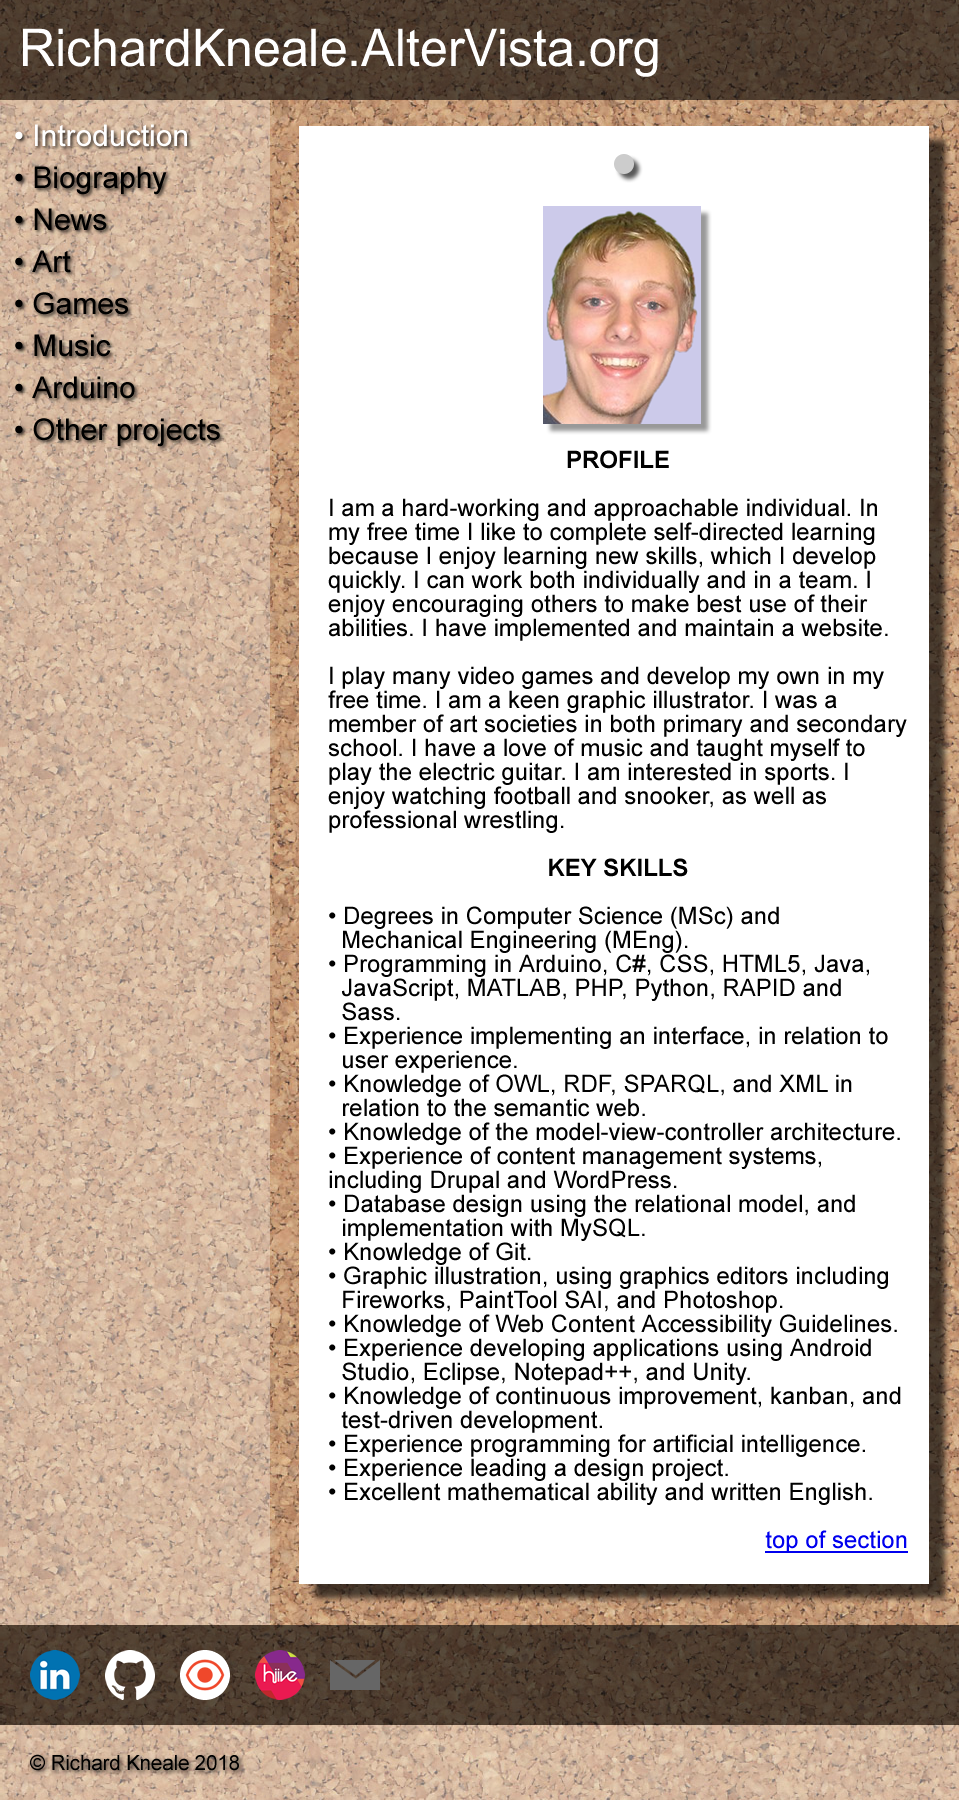 RichardKneale.AlterVista.org
• Introduction
• Biography
• News
• Art
• Games
• Music
• Arduino
• Other projects
PROFILE
I am a hard-working and approachable individual. In
my free time I like to complete self-directed learning
because I enjoy learning new skills, which I develop
quickly. I can work both individually and in a team. I
enjoy encouraging others to make best use of their
abilities. I have implemented and maintain a website.
I play many video games and develop my own in my
free time. I am a keen graphic illustrator. I was a
member of art societies in both primary and secondary
school. I have a love of music and taught myself to
play the electric guitar. I am interested in sports. I
enjoy watching football and snooker, as well as
professional wrestling.
KEY SKILLS
• Degrees in Computer Science (MSc) and
Mechanical Engineering (MEng).
• Programming in Arduino, C#, CSS, HTML5, Java,
JavaScript, MATLAB, PHP, Python, RAPID and
Sass.
• Experience implementing an interface, in relation to
user experience.
• Knowledge of OWL, RDF, SPARQL, and XML in
relation to the semantic web.
• Knowledge of the model-view-controller architecture.
• Experience of content management systems,
including Drupal and WordPress.
• Database design using the relational model, and
implementation with MySQL.
• Knowledge of Git.
• Graphic illustration, using graphics editors including
Fireworks, PaintTool SAI, and Photoshop.
• Knowledge of Web Content Accessibility Guidelines.
• Experience developing applications using Android
Studio, Eclipse, Notepad++, and Unity.
• Knowledge of continuous improvement, kanban, and
test-driven development.
• Experience programming for artificial intelligence.
• Experience leading a design project.
• Excellent mathematical ability and written English.
top of section
in
hiive
© Richard Kneale 2018